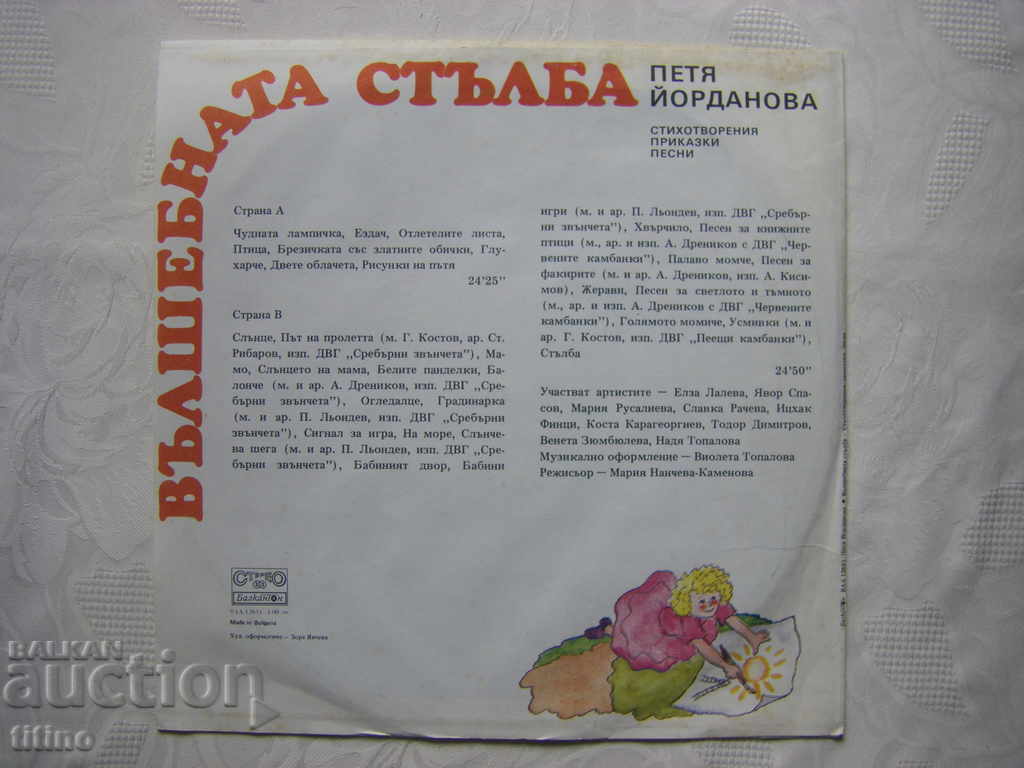 ВЪЛШЕБНАТА СТЪЛБА
ПЕТЯ
ЙОРДАНОВА
СТИХОТВОРЕНИЯ
ПРИКАЗКИ
ПЕСНИ
Страна А
Чудната лампичка, Ездач, Отлетелите листа,
Птица, Брезичката със златните обички, Глу-
харче, Двете облачета, Рисунки на пътя
24'25"
Страна В
Слънце, Път на пролетта (м. Г. Костов, ар. Ст.
Рибаров, изп. ДВГ „Сребърни звънчета"), Ма-
мо, Слънцето на мама, Белите панделки, Ба-
лонче (м. и ар. А. Дреников, изп. ДВГ „Сре-
бърни звънчета"), Огледалце, Градинарка
(м. и ар. П. Льондев, изп. ДВГ „Сребърни
звънчета"), Сигнал за игра, На море, Слънче-
ва шега (м. и ар. П. Льондев, изп. ДВГ „Сре-
бърни звънчета"), Бабиният двор, Бабини
игри (м. и ар. П. Льондев, изп. ДВГ „Сребър-
ни звънчета"), Хвърчило, Песен за книжните
птици (м., ар. и изп. А. Дреников с ДВГ „Чер-
вените камбанки"), Палаво момче, Песен за
факирите (м. и ар. А. Дреников, изп. А. Киси-
мов), Жерави, Песен за светлото и тъмното
(м., ар. и изп. А. Дреников с ДВГ „Червените
камбанки"), Голямото момиче, Усмивки (м. и
ар. Г. Костов, изп. ДВГ „Пеещи камбанки"),
Стълба
24'50"
Участват артистите — Елза Лалева, Явор Спа-
сов, Мария Русалиева, Славка Рачева, Ицхак
Финци, Коста Карагеоргиев, Тодор Димитров,
Венета Зюмбюлева, Надя Топалова
Музикално оформление — Виолета Топалова
Режисьор — Мария Нанчева-Каменова
СТЕРЕО
Балкантон
Made in Bulgaria
Худ. оформление — Зоря Янчева
BALKAN
auction
titino